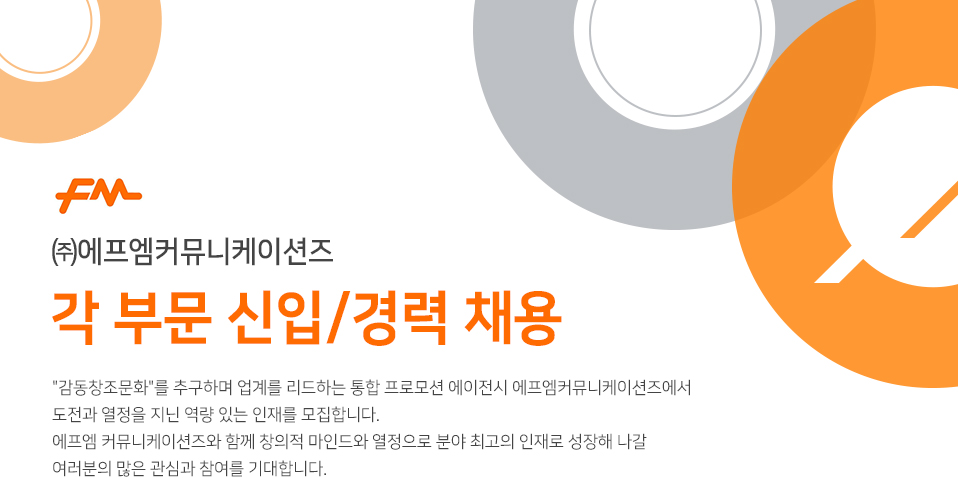 FM
㈜에프엠커뮤니케이션즈
각 부문 신입/경력 채용
"감동창조문화"를 추구하며 업계를 리드하는 통합 프로모션 에이전시 에프엠커뮤니케이션즈에서
도전과 열정을 지닌 역량 있는 인재를 모집합니다.
에프엠 커뮤니케이션즈와 함께 창의적 마인드와 열정으로 분야 최고의 인재로 성장해 나갈
여러분의 많은 관심과 참여를 기대합니다.